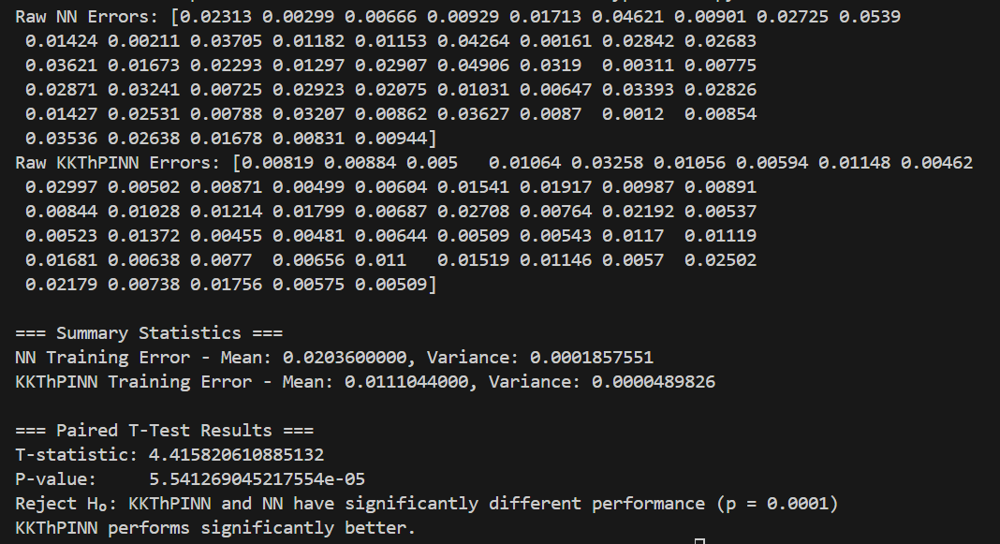 Raw NN Errors: [0.02313 0.00299 0.00666 0.00929 0.01713 0.04621 0.00901 0.02725 0.0539
0.01424 0.00211 0.03705 0.01182 0.01153 0.04264 0.00161 0.02842 0.02683
0.03621 0.01673 0.02293 0.01297 0.02907 0.04906 0.0319  0.00311 0.00775
0.02871 0.03241 0.00725 0.02923 0.02075 0.01031 0.00647 0.03393 0.02826
0.01427 0.02531 0.00788 0.03207 0.00862 0.03627 0.0087  0.0012  0.00854
0.03536 0.02638 0.01678 0.00831 0.00944]
Raw KKThPINN Errors: [0.00819 0.00884 0.005   0.01064 0.03258 0.01056 0.00594 0.01148 0.00462
0.02997 0.00502 0.00871 0.00499 0.00604 0.01541 0.01917 0.00987 0.00891
0.00844 0.01028 0.01214 0.01799 0.00687 0.02708 0.00764 0.02192 0.00537
0.00523 0.01372 0.00455 0.00481 0.00644 0.00509 0.00543 0.0117  0.01119
0.01681 0.00638 0.0077  0.00656 0.011   0.01519 0.01146 0.0057  0.02502
0.02179 0.00738 0.01756 0.00575 0.00509]
=== Summary Statistics ===
NN Training Error - Mean: 0.0203600000, Variance: 0.0001857551
KKThPINN Training Error - Mean: 0.0111044000, Variance: 0.0000489826
=== Paired T-Test Results ===
T-statistic: 4.415820610885132
P-value:     5.541269045217554e-05
Reject H₀: KKThPINN and NN have significantly different performance (p = 0.0001)
KKThPINN performs significantly better.